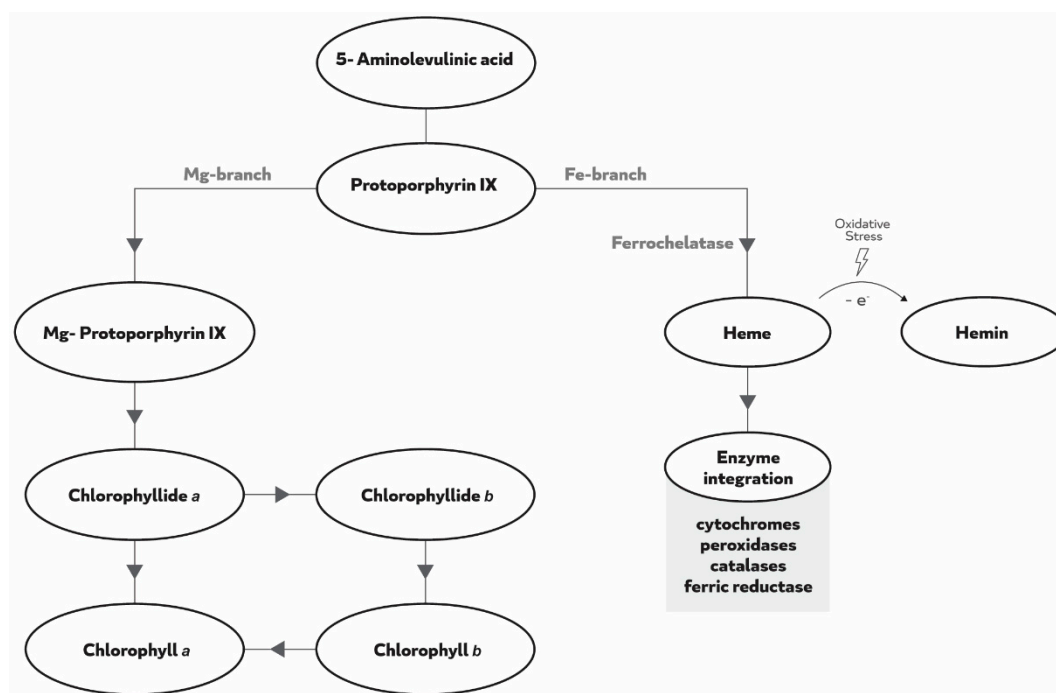 5- Aminolevulinic acid
Mg-branch
Protoporphyrin IX
Fe-branch
Ferrochelatase
Oxidative
Stress
- e-
Mg- Protoporphyrin IX
Heme
Hemin
Enzyme
integration
Chlorophyllide a
Chlorophyllide b
cytochromes
peroxidases
catalases
ferric reductase
Chlorophyll a
Chlorophyll b